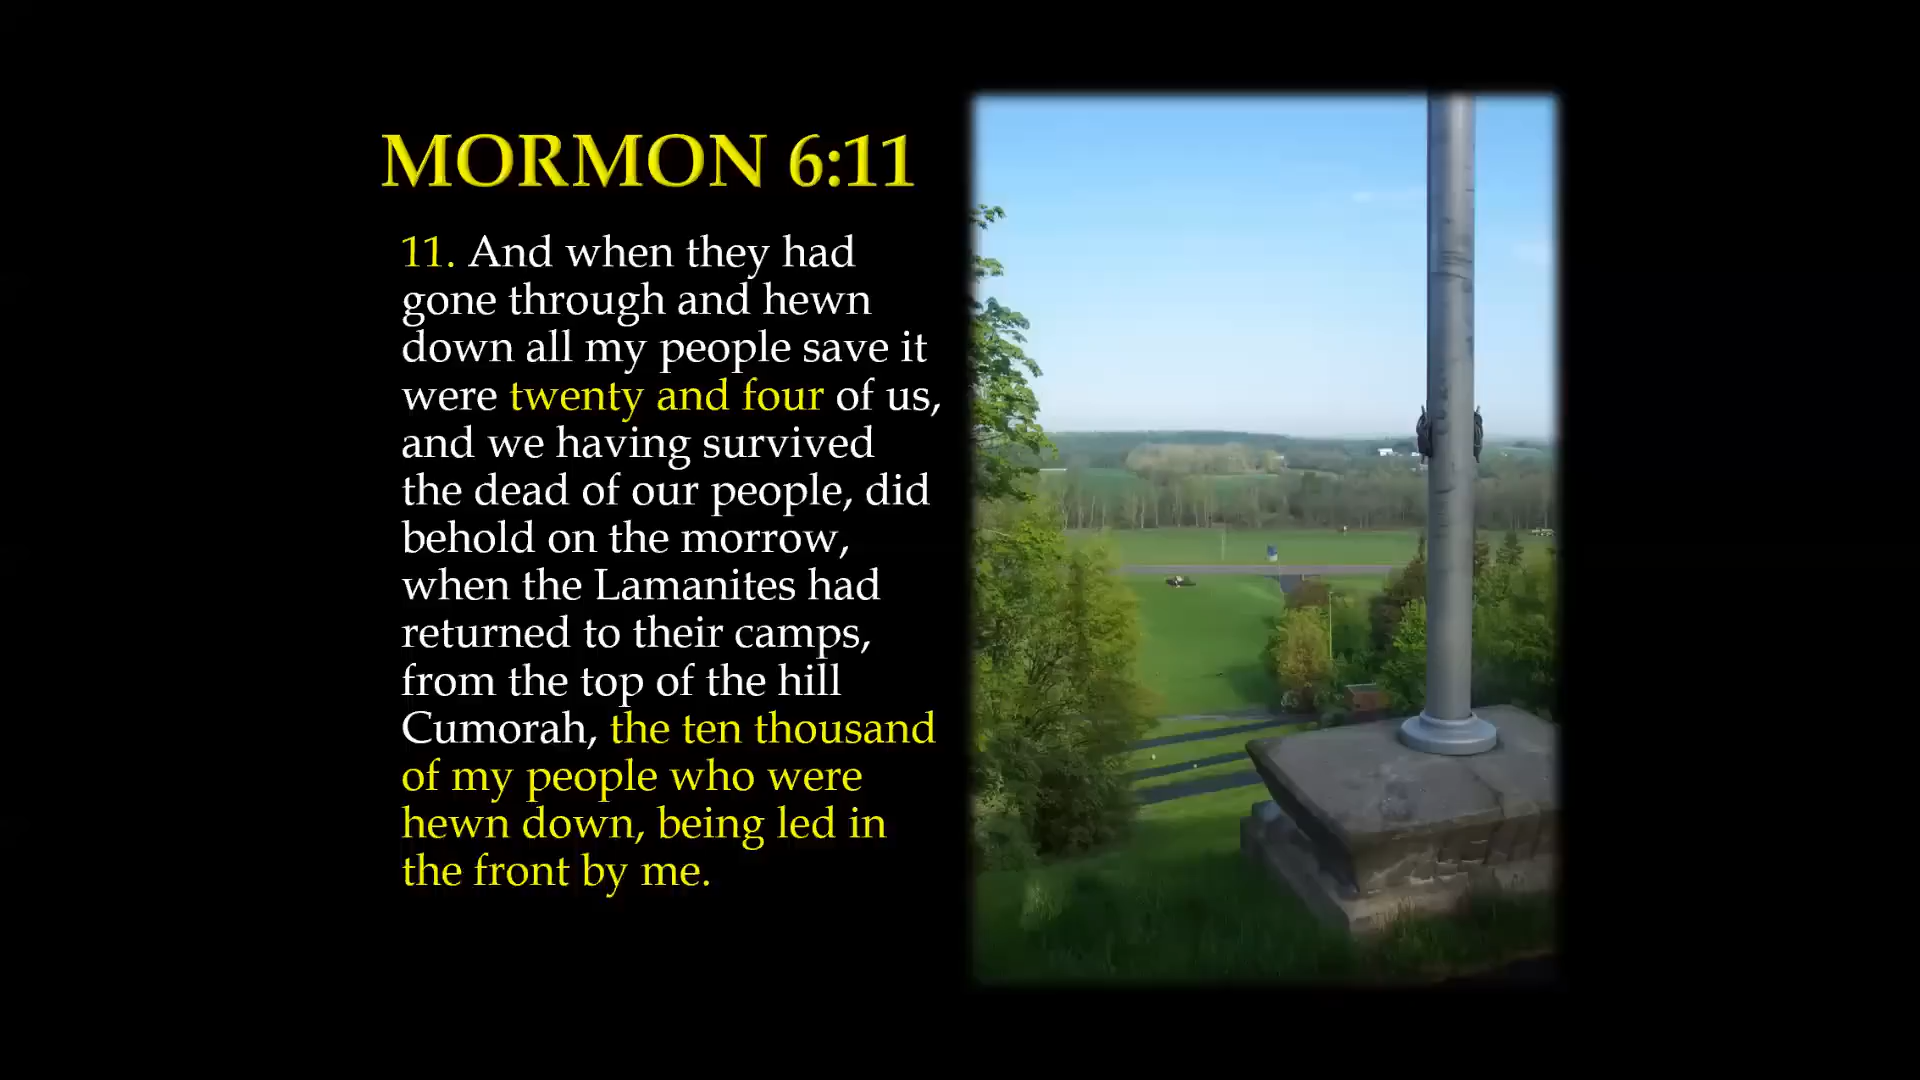 MORMON 6:11
11. And when they had
gone through and hewn
down all my people save it
were twenty and four of us,
and we having survived
the dead of our people, did
behold on the morrow,
when the Lamanites had
returned to their camps,
from the top of the hill
Cumorah, the ten thousand
of my people who were
hewn down, being led in
the front by me.